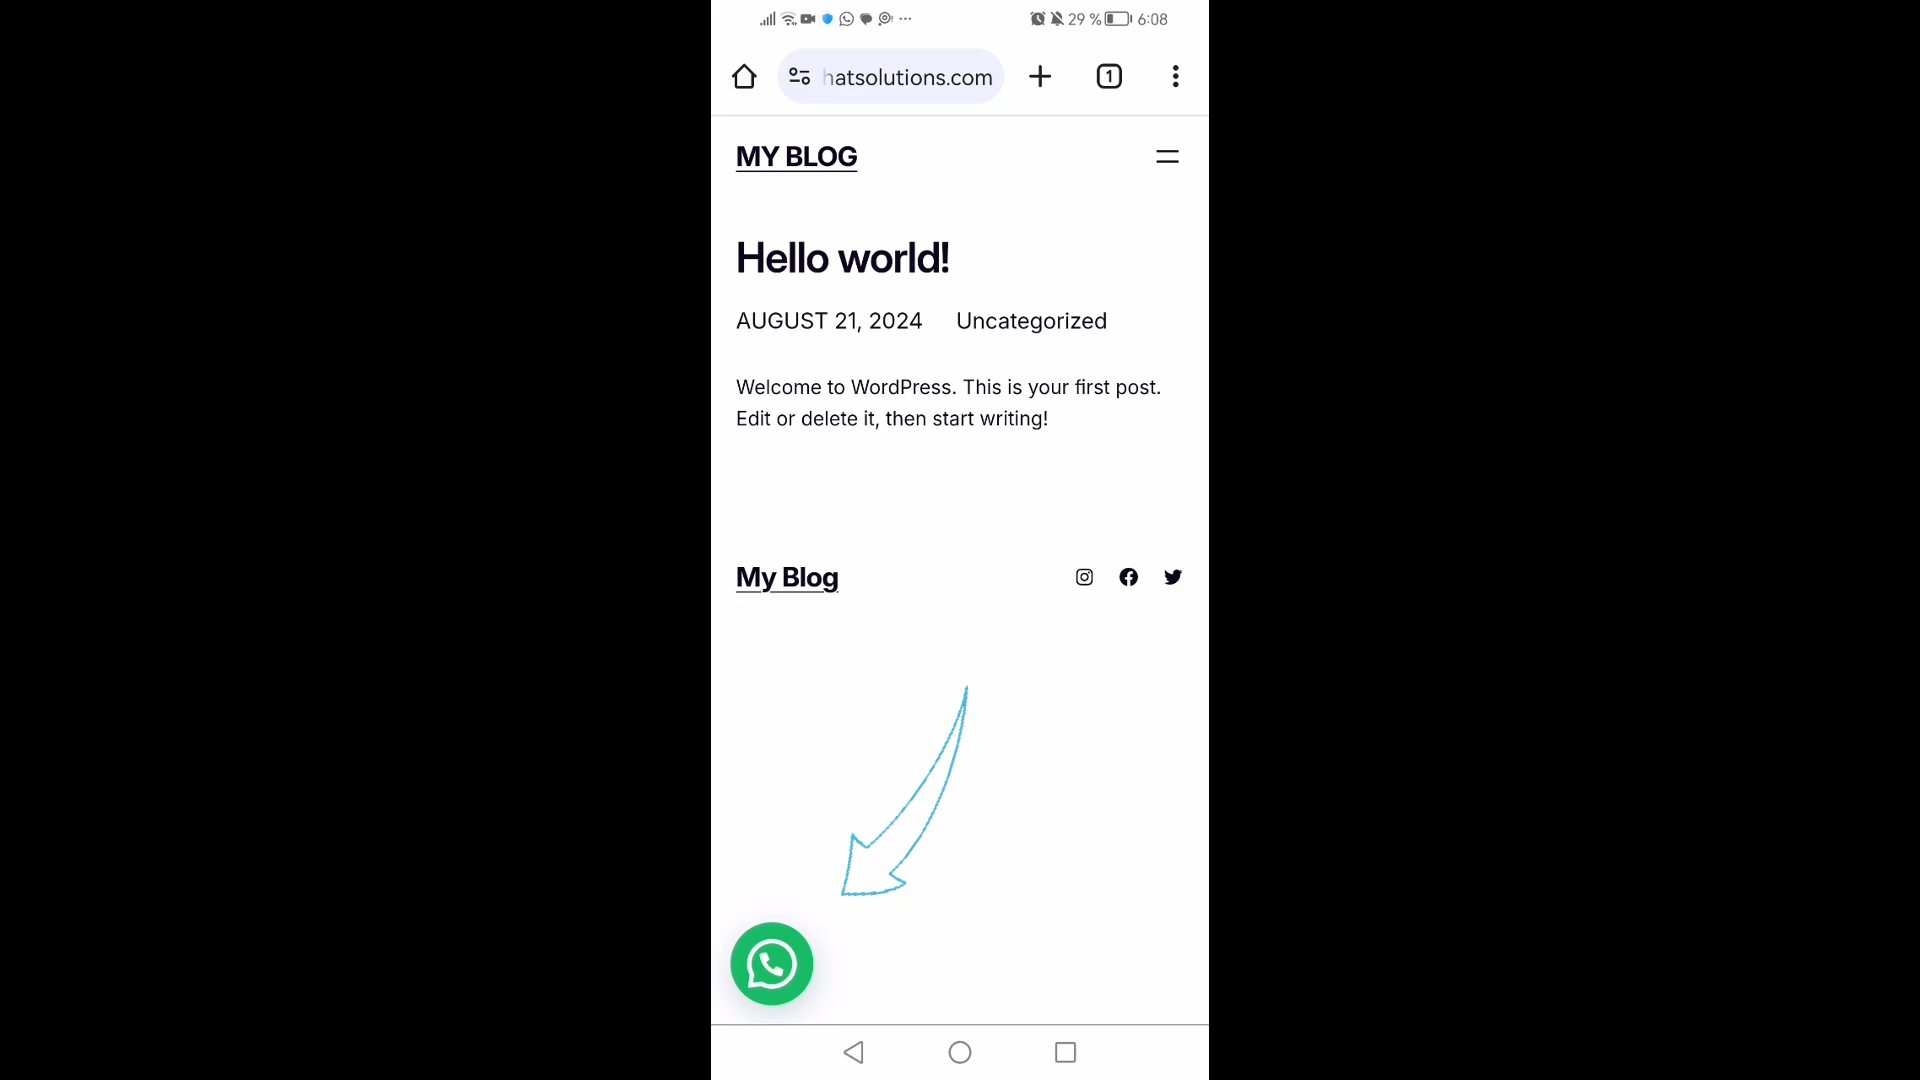 29 % 6:08
hatsolutions.com
1
MY BLOG
Hello world!
AUGUST 21, 2024 Uncategorized
Welcome to WordPress. This is your first post.
Edit or delete it, then start writing!
My Blog